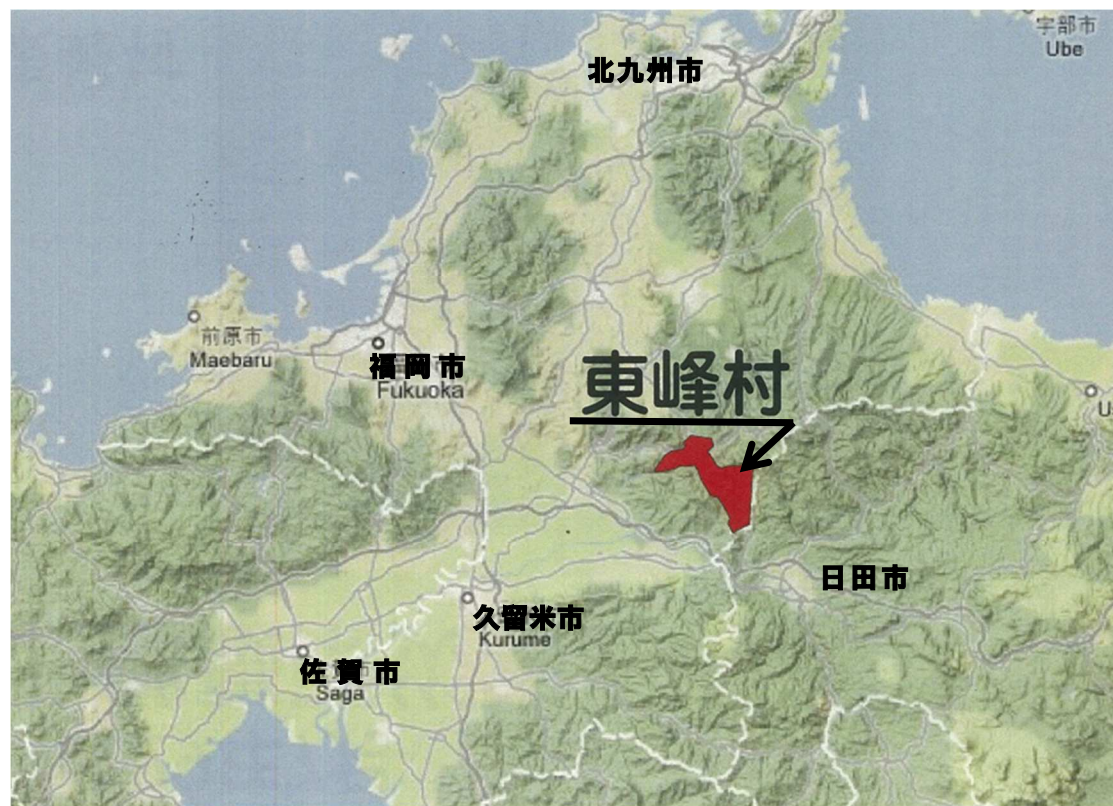 宇部市
Ube
北九州市
前原市
Maebaru
福岡市
Fukuoka
東峰村
U
日田市
久留米市
Kurume
佐賀市
Saga